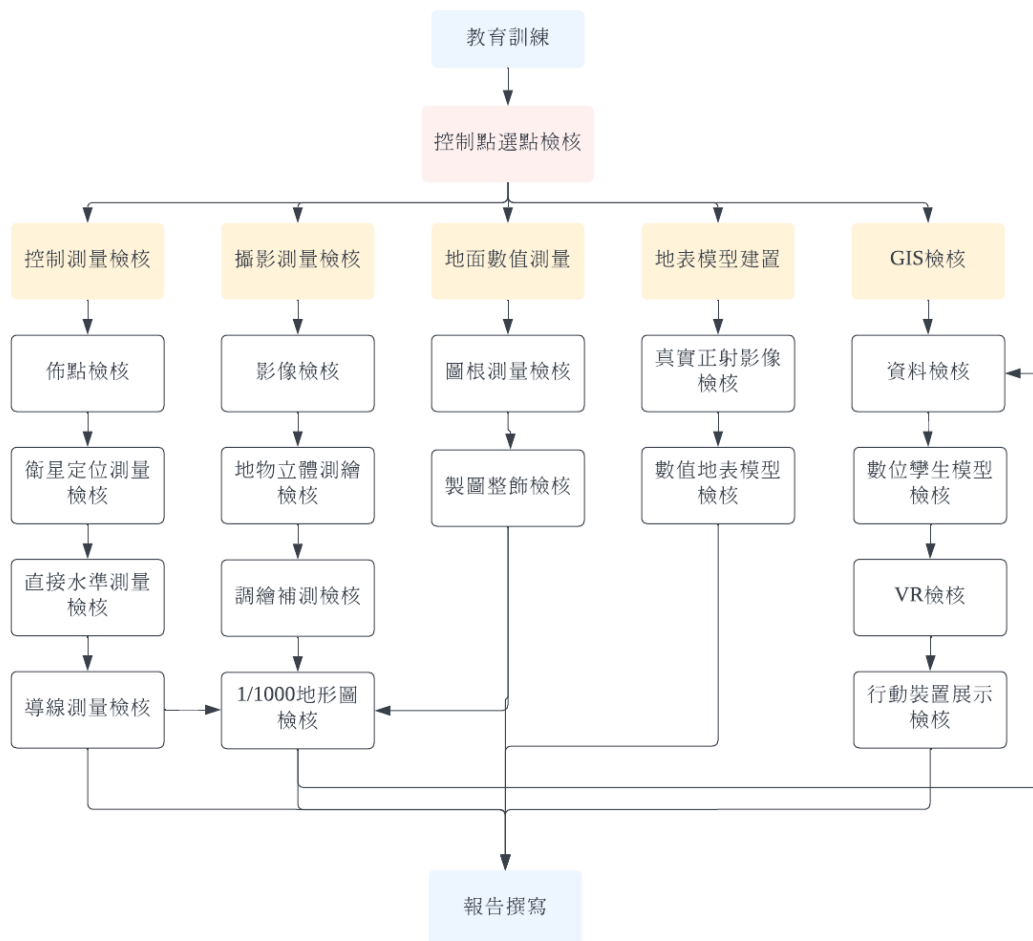 教育訓練
控制點選點檢核
控制測量檢核
攝影測量檢核
地面數值測量
地表模型建置
GIS檢核
佈點檢核
影像檢核
圖根測量檢核
真實正射影像
檢核
資料檢核
衛星定位測量
檢核
地物立體測繪
檢核
製圖整飾檢核
數值地表模型
檢核
數位孿生模型
檢核
直接水準測量
檢核
調繪補測檢核
VR檢核
導線測量檢核
1/1000地形圖
檢核
行動裝置展示
檢核
報告撰寫